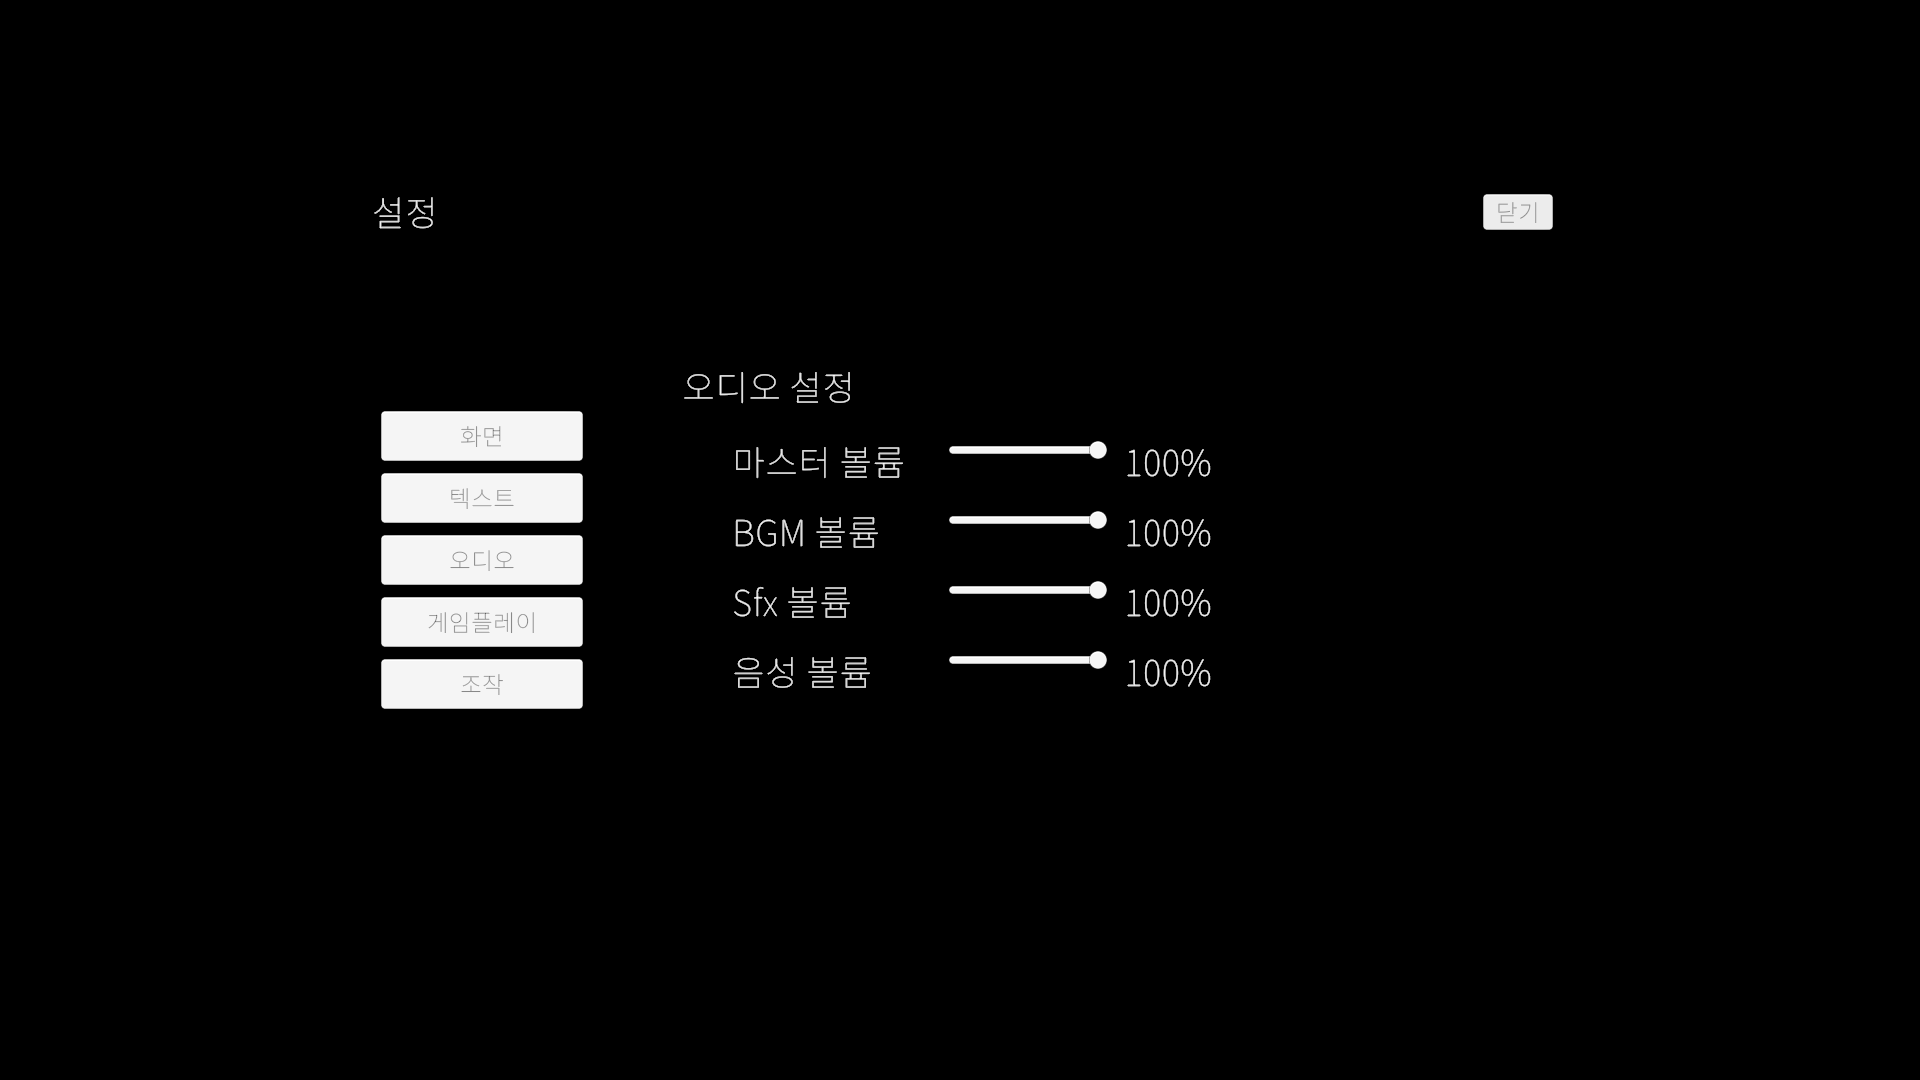 설정
닫기
오디오 설정
화면
텍스트
오디오
게임플레이
조작
마스터 볼륨 100%
BGM 볼륨 100%
Sfx 볼륨 100%
음성 볼륨 100%